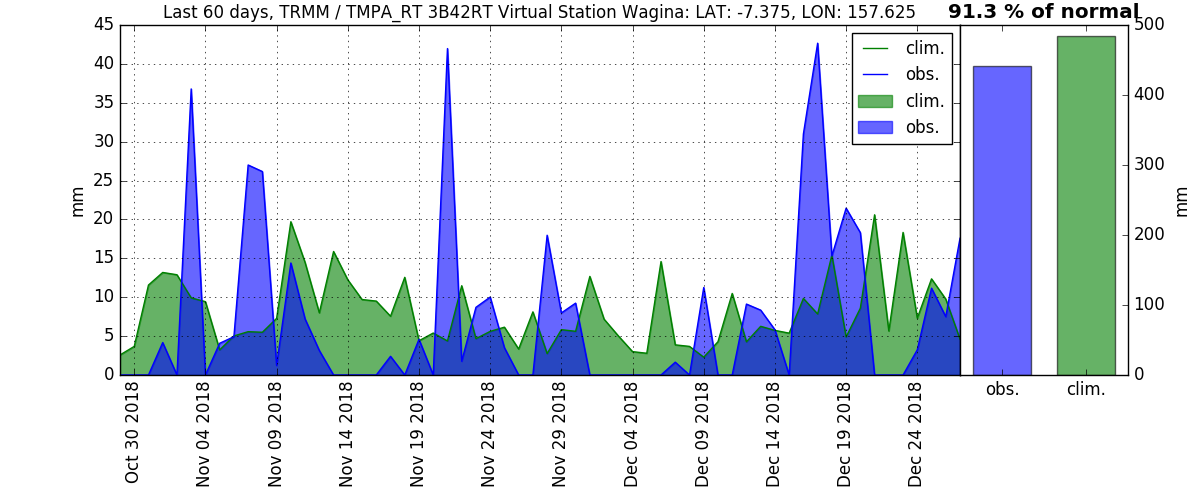 Last 60 days, TRMM / TMPA_RT 3B42RT Virtual Station Wagina: LAT: -7.375, LON: 157.625
91.3 % of normal
45
40
35
30
25
20
15
10
5
0
mm
clim.
obs.
clim.
obs.
500
400
300
200
100
0
mm
obs.
clim.
Oct 30 2018
Nov 04 2018
Nov 09 2018
Nov 14 2018
Nov 19 2018
Nov 24 2018
Nov 29 2018
Dec 04 2018
Dec 09 2018
Dec 14 2018
Dec 19 2018
Dec 24 2018